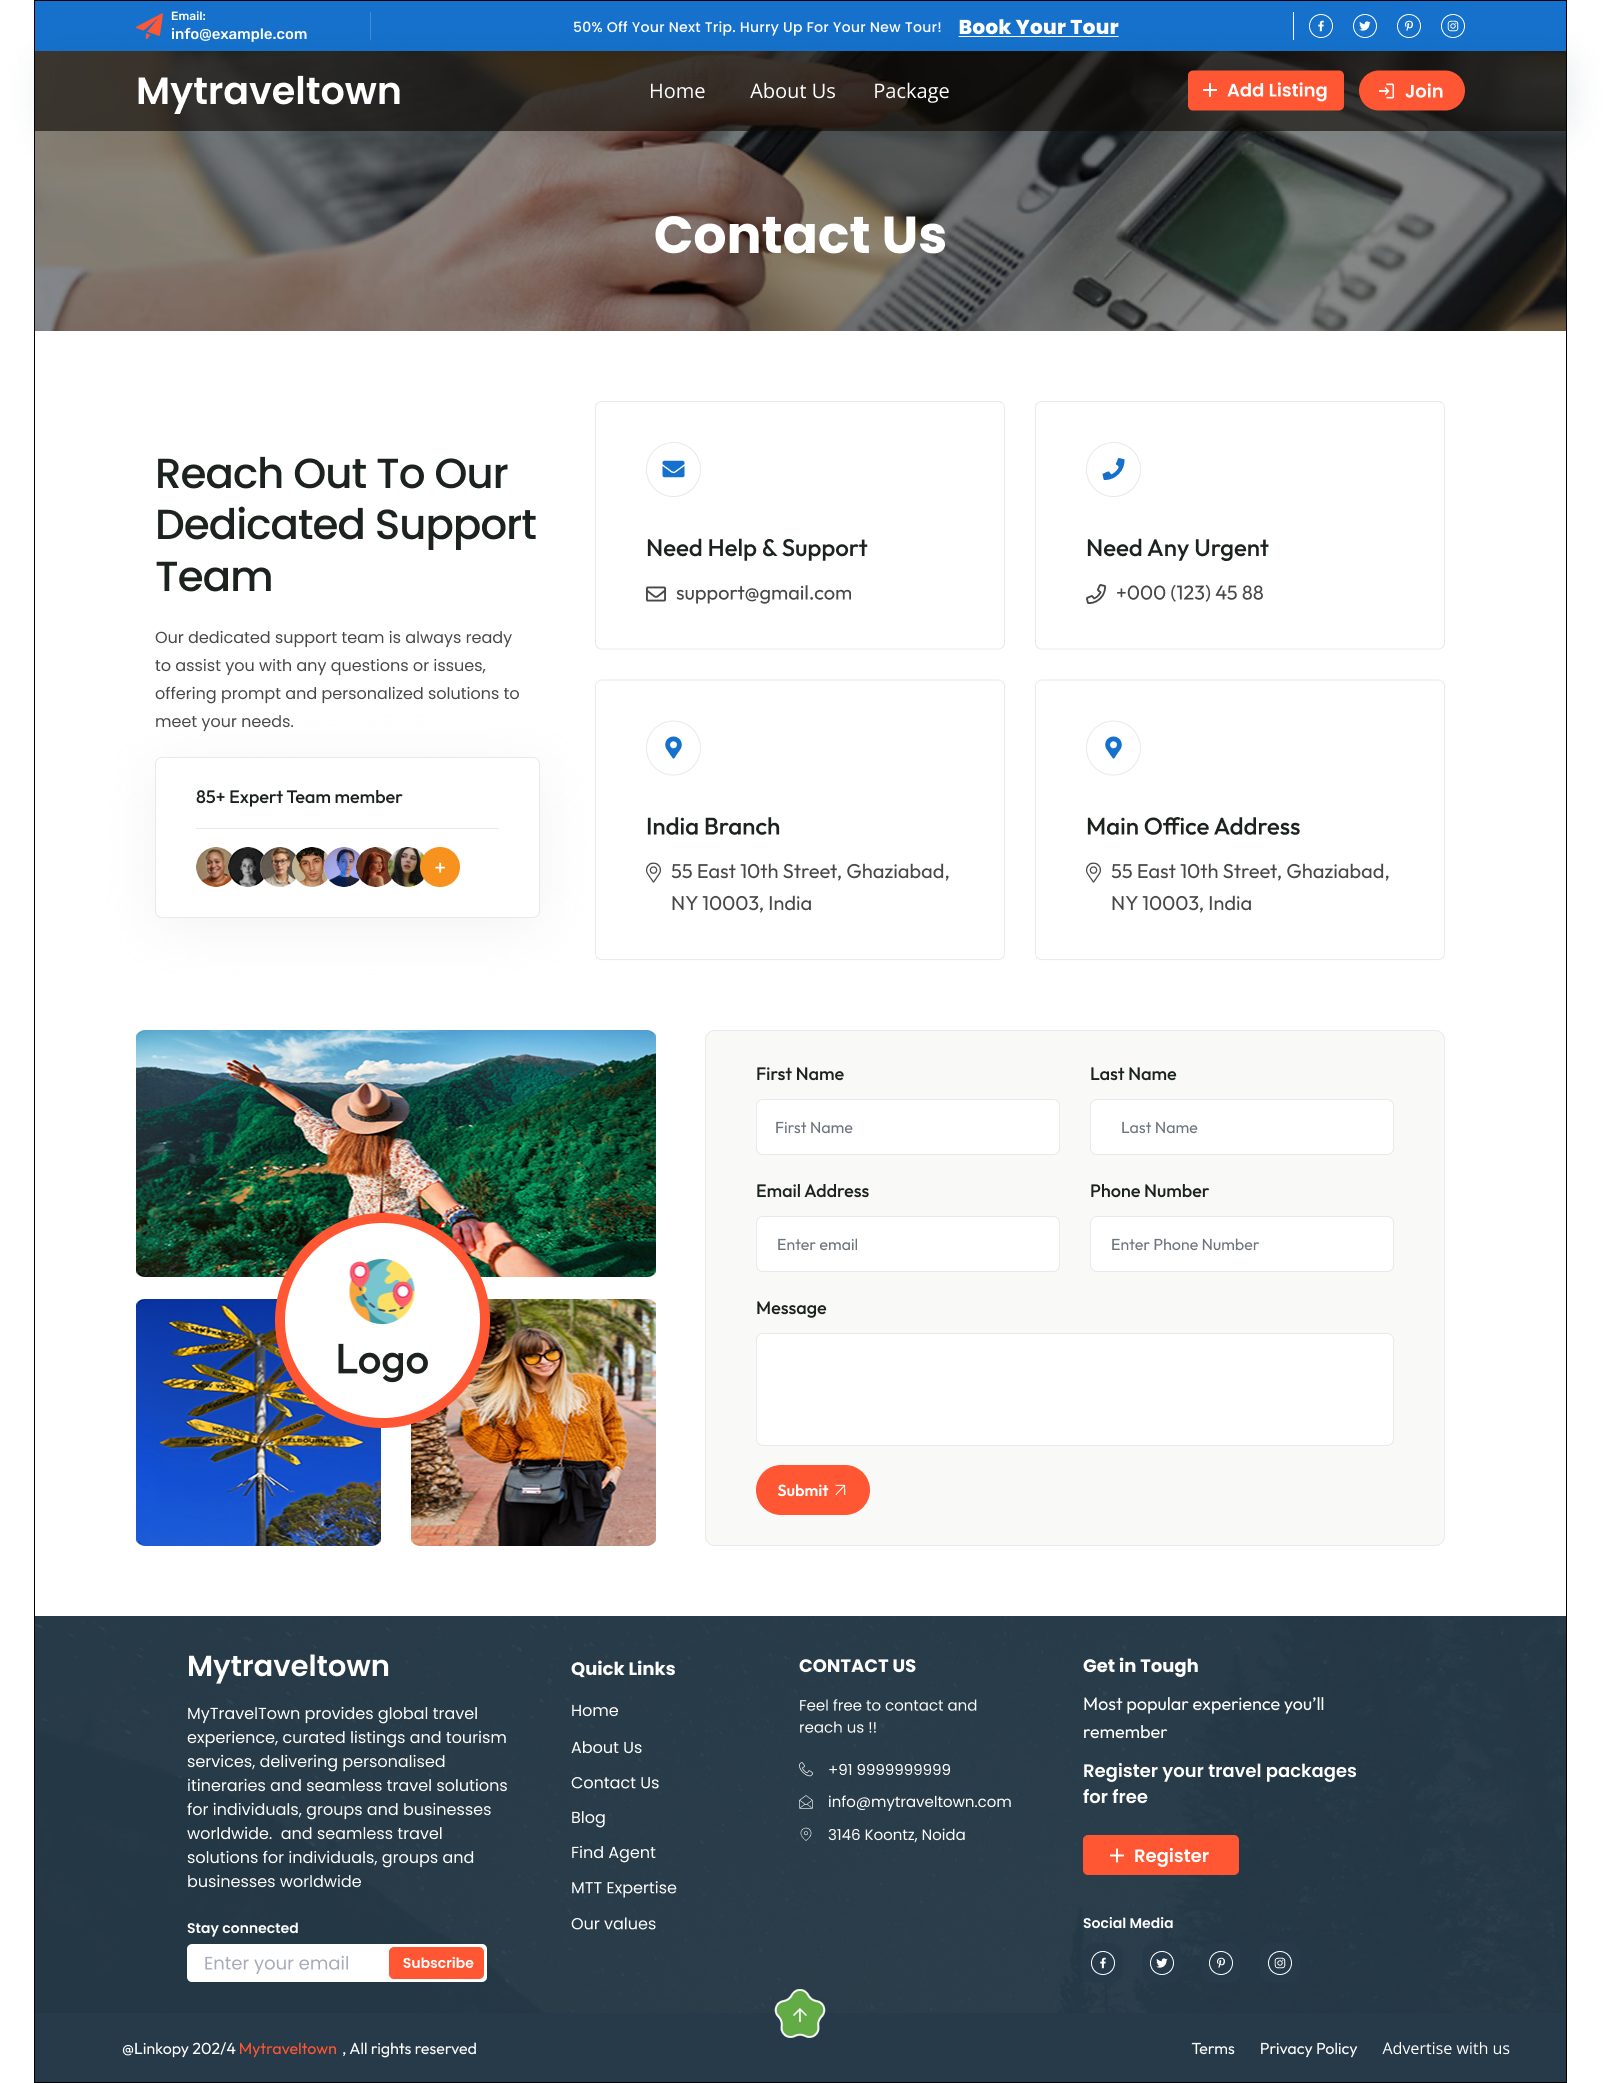 Email:
info@example.com
50% Off Your Next Trip. Hurry Up For Your New Tour!
Book Your Tour
Mytraveltown
Home
About Us
Package
Add Listing
Join
Contact Us
Reach Out To Our
Dedicated Support
Team
Our dedicated support team is always ready
to assist you with any questions or issues,
offering prompt and personalized solutions to
meet your needs.
85+ Expert Team member
Need Help & Support
support@gmail.com
Need Any Urgent
+000 (123) 45 88
India Branch
55 East 10th Street, Ghaziabad,
NY 10003, India
Main Office Address
55 East 10th Street, Ghaziabad,
NY 10003, India
Logo
MELBOURNE
First Name
First Name
Last Name
Last Name
Email Address
Enter email
Phone Number
Enter Phone Number
Message
Submit
Mytraveltown
MyTravelTown provides global travel
experience, curated listings and tourism
services, delivering personalised
itineraries and seamless travel solutions
for individuals, groups and businesses
worldwide.  and seamless travel
solutions for individuals, groups and
businesses worldwide
Stay connected
Enter your email
Subscribe
Quick Links
Home
About Us
Contact Us
Blog
Find Agent
MTT Expertise
Our values
CONTACT US
Feel free to contact and
reach us !!
+91 9999999999
info@mytraveltown.com
3146 Koontz, Noida
Get in Tough
Most popular experience you'll
remember
Register your travel packages
for free
Register
Social Media
@Linkopy 202/4 Mytraveltown , All rights reserved
Terms
Privacy Policy
Advertise with us